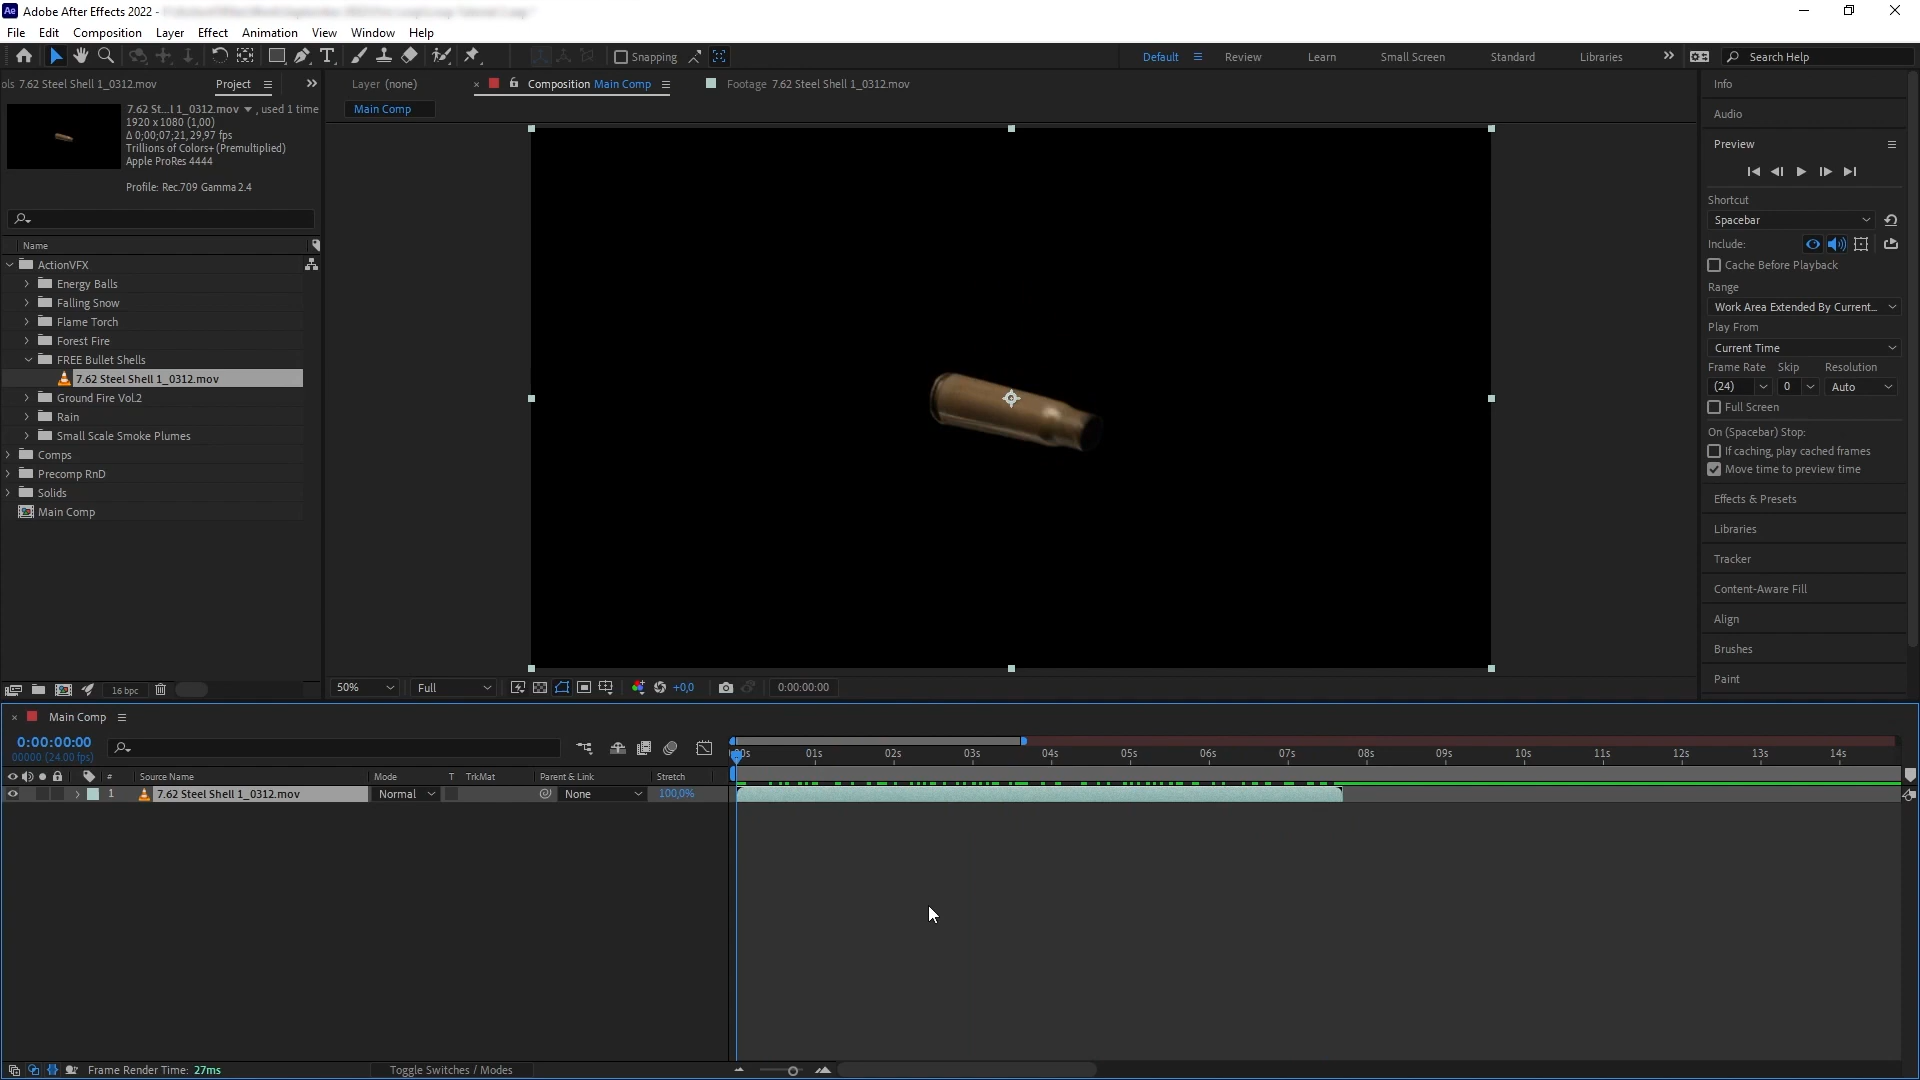 Ae Adobe After Effects 2022 -
File Edit Composition Layer Effect Animation View Window Help
Snapping
Default Review Learn Small Screen Standard Libraries Search Help
ols 7.62 Steel Shell 1_0312.mov Project
7.62 St...l 1_0312.mov , used 1 time
1920 x 1080 (1,00)
Δ 0;00;07;21, 29,97 fps
Trillions of Colors+ (Premultiplied)
Apple ProRes 4444
Profile: Rec.709 Gamma 2.4
Name
ActionVFX
Energy Balls
Falling Snow
Flame Torch
Forest Fire
FREE Bullet Shells
7.62 Steel Shell 1_0312.mov
Ground Fire Vol.2
Rain
Small Scale Smoke Plumes
Comps
Precomp RnD
Solids
Main Comp
16 bpc
Layer (none)
Composition Main Comp
Footage 7.62 Steel Shell 1_0312.mov
Main Comp
50% Full +0,0 0:00:00:00
Info
Audio
Preview
Shortcut
Spacebar
Include:
Cache Before Playback
Range
Work Area Extended By Current...
Play From
Current Time
Frame Rate Skip Resolution
(24) 0 Auto
Full Screen
On (Spacebar) Stop:
If caching, play cached frames
Move time to preview time
Effects & Presets
Libraries
Tracker
Content-Aware Fill
Align
Brushes
Paint
Main Comp
0:00:00:00
00000 (24.00 fps)
:00s 01s 02s 03s 04s 05s 06s 07s 08s 09s 10s 11s 12s 13s 14s
# Source Name Mode T TrkMat Parent & Link Stretch
1 7.62 Steel Shell 1_0312.mov Normal None 100,0%
Frame Render Time: 27ms
Toggle Switches / Modes